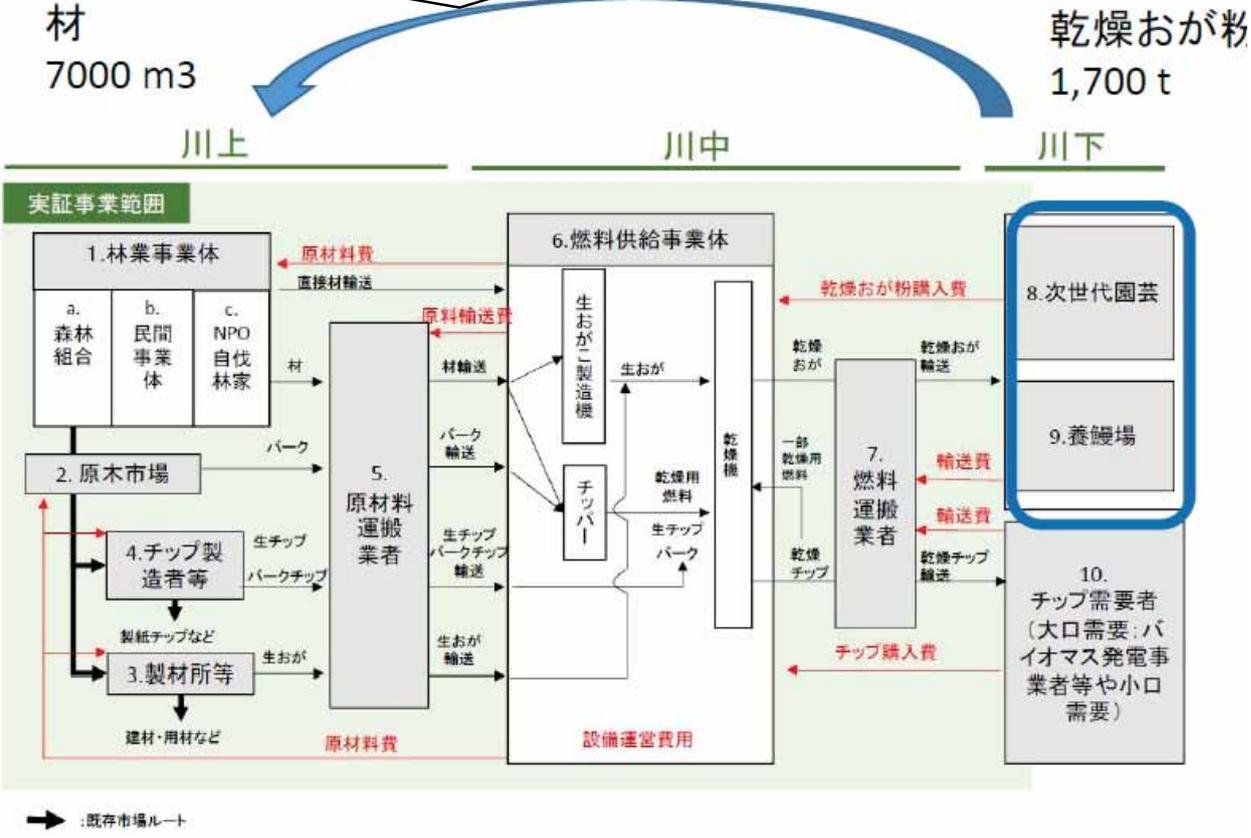 材
7000 m3
乾燥おが粉
1,700 t
川上
川中
川下
実証事業範囲
1.林業事業体
a.
森林
組合
b.
民間
事業
体
c.
NPO
自伐
林家
原材料費
直接材輸送
原料輸送費
材
バーク
2. 原木市場
4.チップ製
造者等
生チップ
バークチップ
製紙チップなど
3.製材所等
生おが
建材・用材など
原材料費
5.
原材料
運搬
業者
材輸送
バーク
輸送
生チップ
バークチップ
輸送
生おが
輸送
6.燃料供給事業体
生おがこ製造機
チッパー
生おが
乾燥用
燃料
生チップ
バーク
乾燥機
設備運営費用
乾燥おが粉購入費
乾燥
おが
一部
乾燥用
燃料
乾燥
チップ
7.
燃料
運搬
業者
乾燥おが
輸送
輸送費
輸送費
乾燥チップ
輸送
チップ購入費
8.次世代園芸
9.養鰻場
10.
チップ需要者
(大口需要:バ
イオマス発電事
業者等や小口
需要)
:既存市場ルート